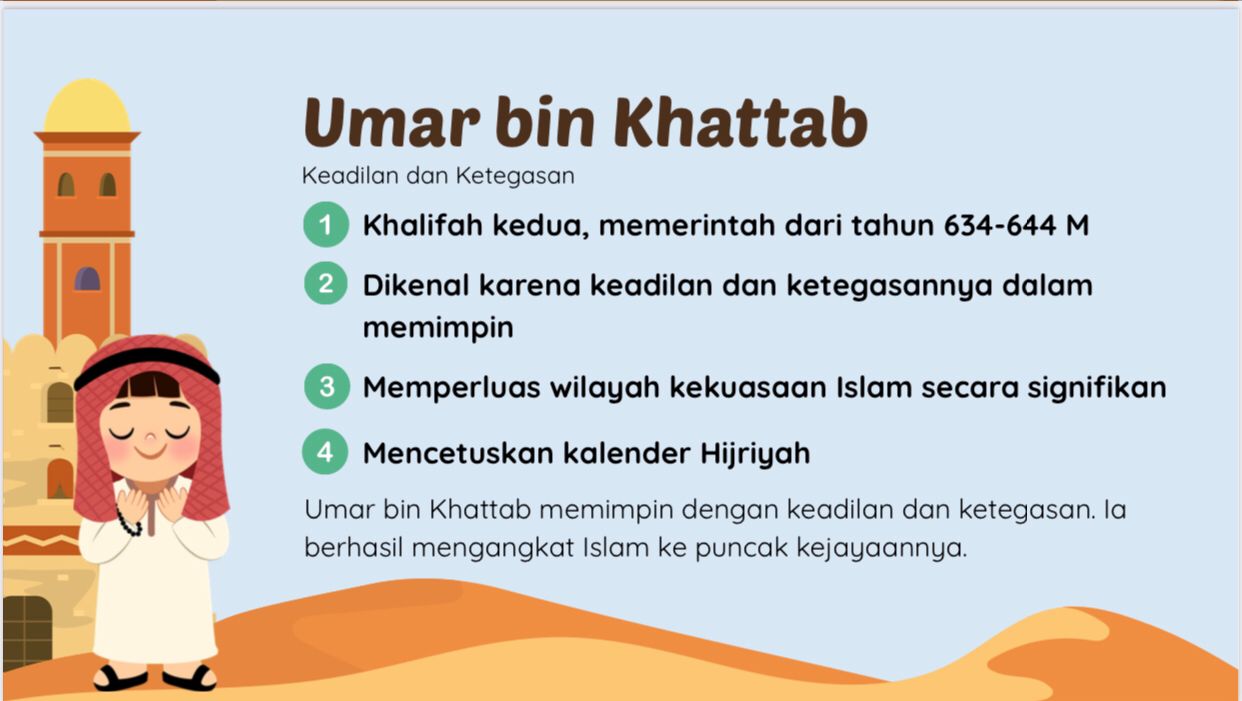 Umar bin Khattab
Keadilan dan Ketegasan
1 Khalifah kedua, memerintah dari tahun 634-644 M
2 Dikenal karena keadilan dan ketegasannya dalam
memimpin
3 Memperluas wilayah kekuasaan Islam secara signifikan
4 Mencetuskan kalender Hijriyah
Umar bin Khattab memimpin dengan keadilan dan ketegasan. Ia
berhasil mengangkat Islam ke puncak kejayaannya.